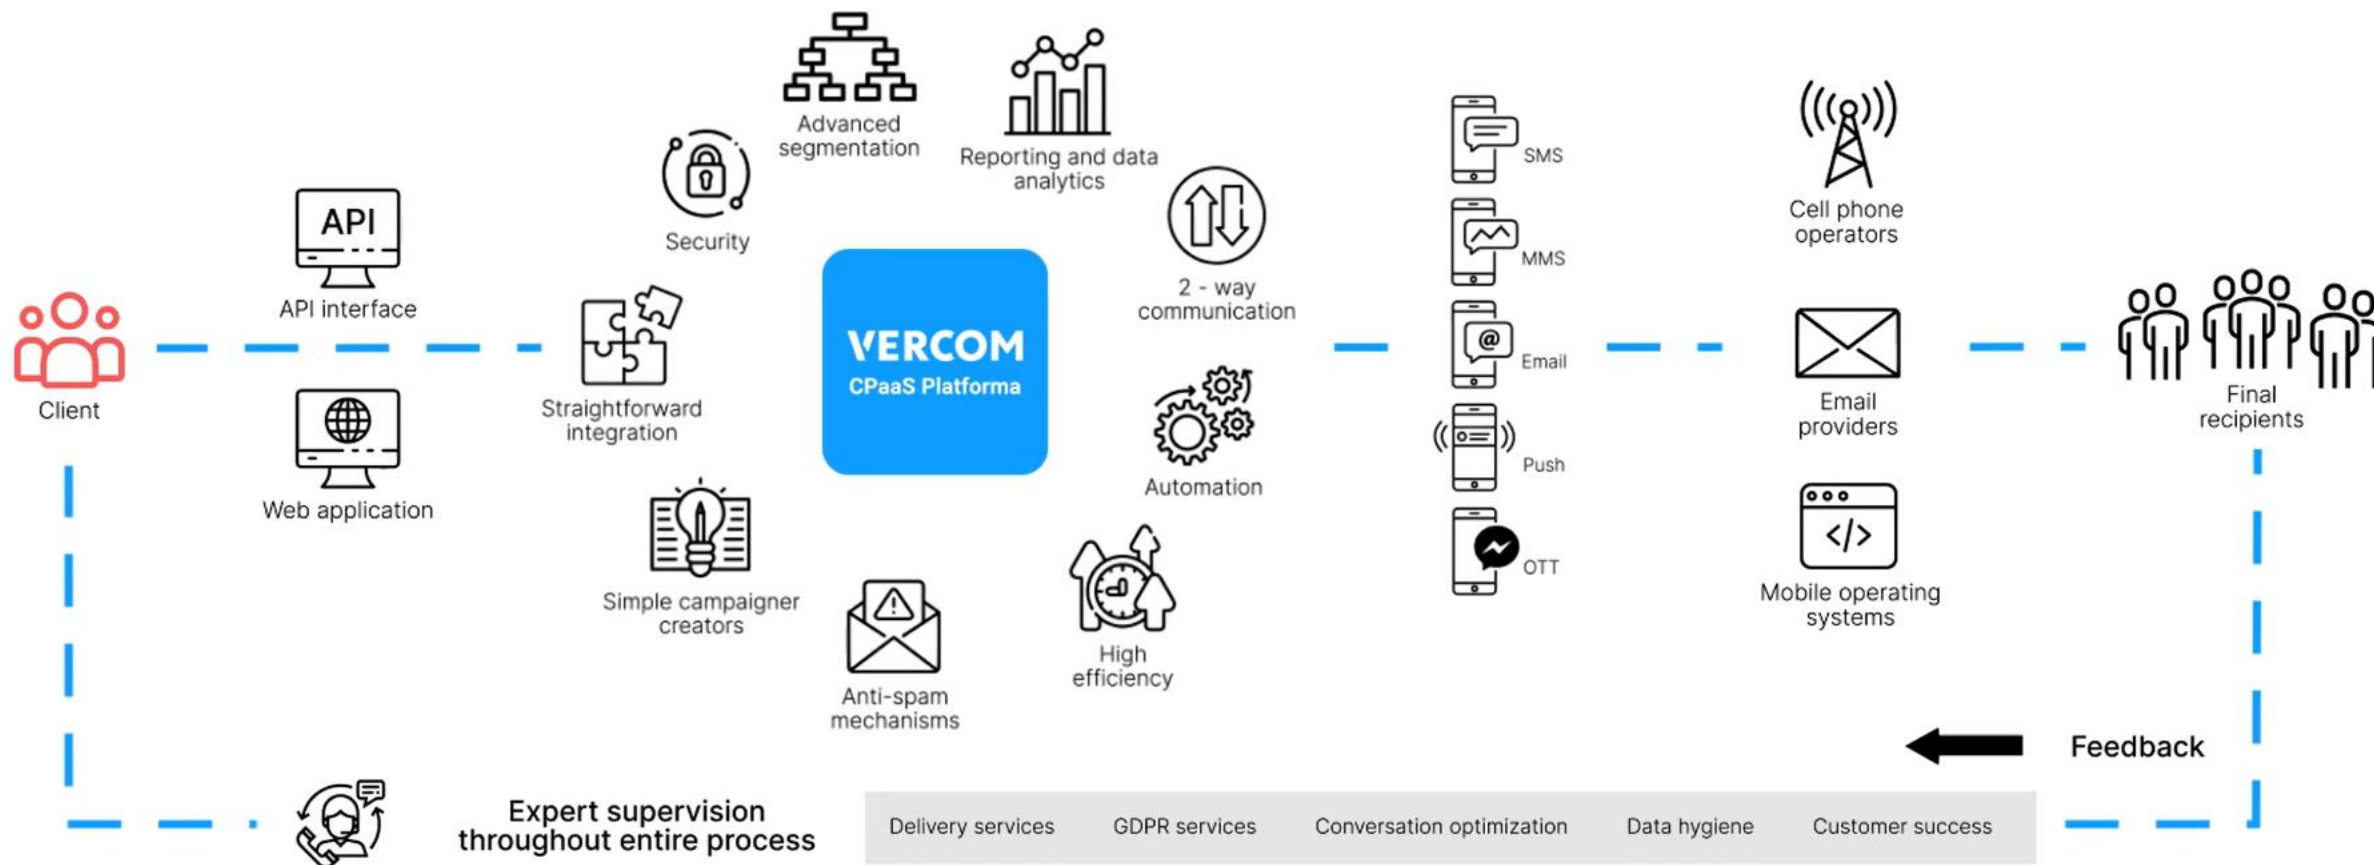 Client
API
API interface
Web application
Straightforward
integration
Security
Advanced
segmentation
Reporting and data
analytics
2 - way
communication
Automation
High
efficiency
Anti-spam
mechanisms
Simple campaigner
creators
VERCOM
CPaaS Platforma
SMS
MMS
@
Email
Push
OTT
Cell phone
operators
Email
providers
</>
Mobile operating
systems
Final
recipients
Feedback
Expert supervision
throughout entire process
Delivery services
GDPR services
Conversation optimization
Data hygiene
Customer success